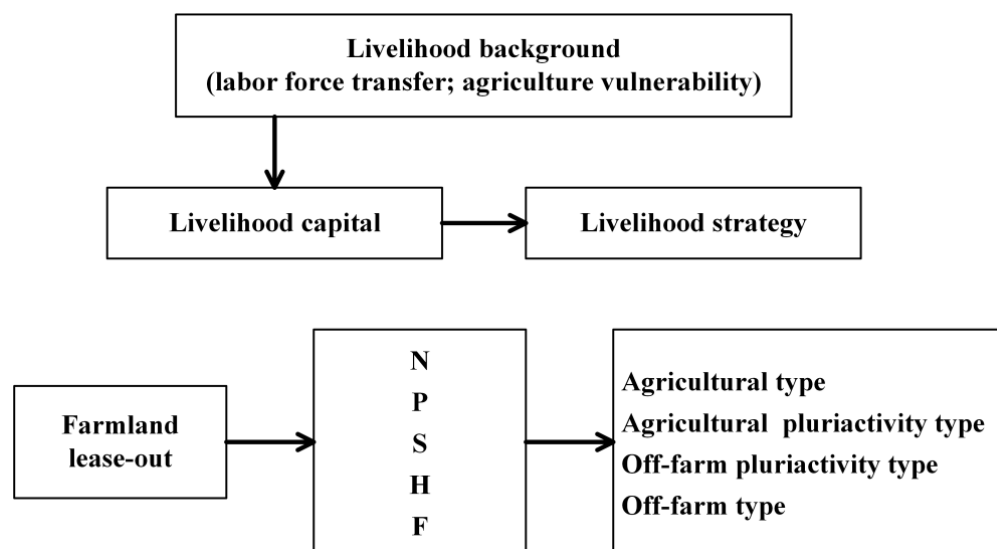 Livelihood background
(labor force transfer; agriculture vulnerability)
Livelihood capital
Livelihood strategy
Farmland
lease-out
N
P
S
H
F
Agricultural type
Agricultural pluriactivity type
Off-farm pluriactivity type
Off-farm type